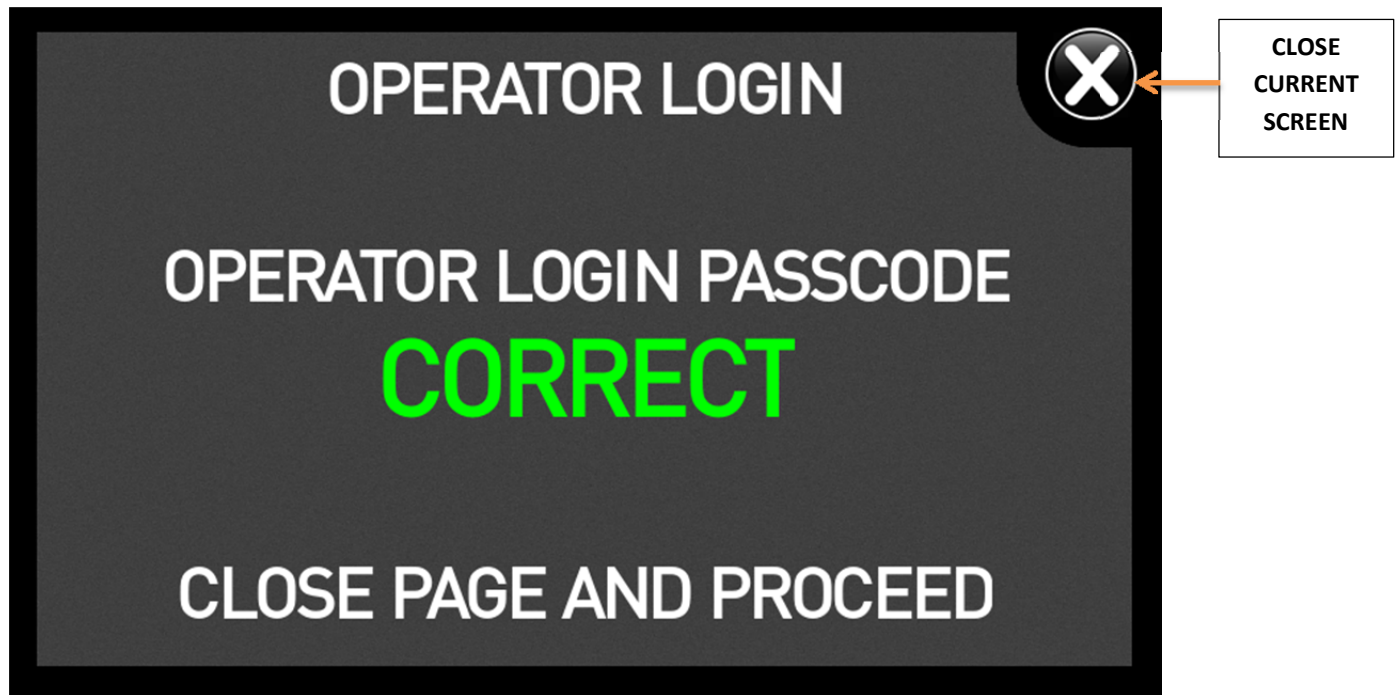 OPERATOR LOGIN
CLOSE
CURRENT
SCREEN
OPERATOR LOGIN PASSCODE
CORRECT
CLOSE PAGE AND PROCEED